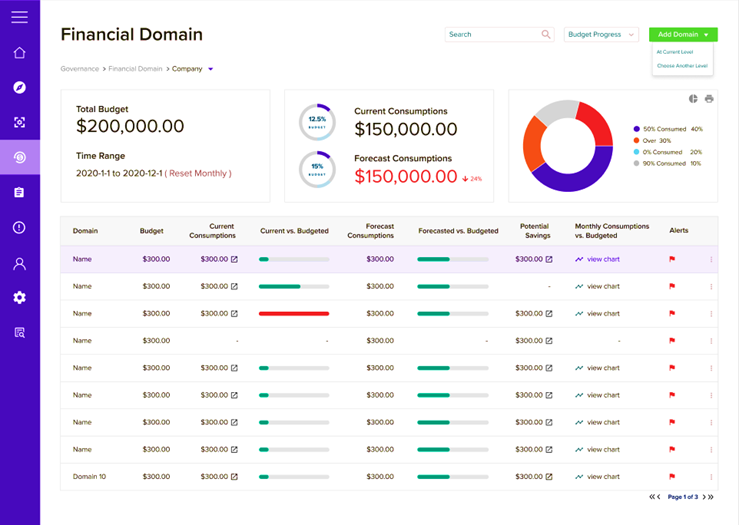 Financial Domain
Search
Budget Progress
Add Domain
At Current Level
Choose Another Level
Governance > Financial Domain > Company
Total Budget
$200,000.00
Time Range
2020-1-1 to 2020-12-1 ( Reset Monthly )
12.5%
BUDGET
Current Consumptions
$150,000.00
15%
BUDGET
Forecast Consumptions
$150,000.00 24%
50% Consumed 40%
Over 30%
0% Consumed 20%
90% Consumed 10%
Domain Budget Current Consumptions Current vs. Budgeted Forecast Consumptions Forecasted vs. Budgeted Potential Savings Monthly Consumptions vs. Budgeted Alerts
Name $300.00 $300.00 $300.00 $300.00 view chart
Name $300.00 $300.00 $300.00 - view chart
Name $300.00 $300.00 $300.00 $300.00 view chart
Name $300.00 - - $300.00 - - -
Name $300.00 $300.00 $300.00 $300.00 view chart
Name $300.00 $300.00 $300.00 $300.00 view chart
Name $300.00 $300.00 $300.00 $300.00 view chart
Name $300.00 $300.00 $300.00 $300.00 view chart
Domain 10 $300.00 $300.00 $300.00 $300.00 view chart
Page 1 of 3